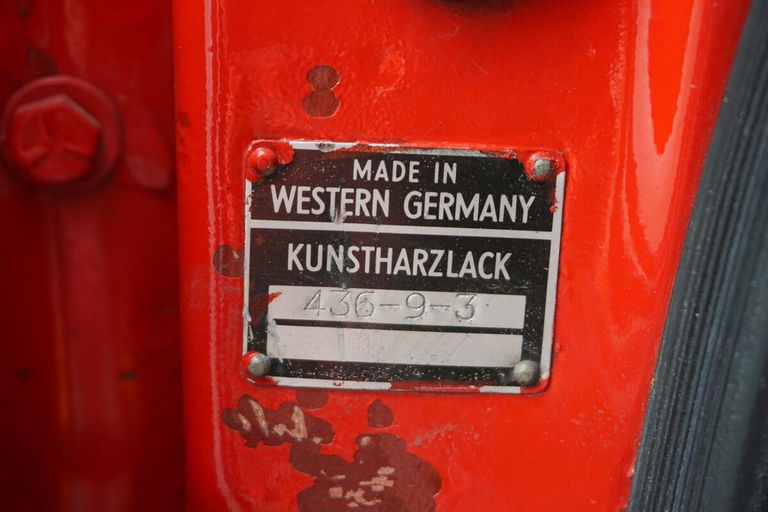 MADE IN
WESTERN GERMANY
KUNSTHARZLACK
436-9-3